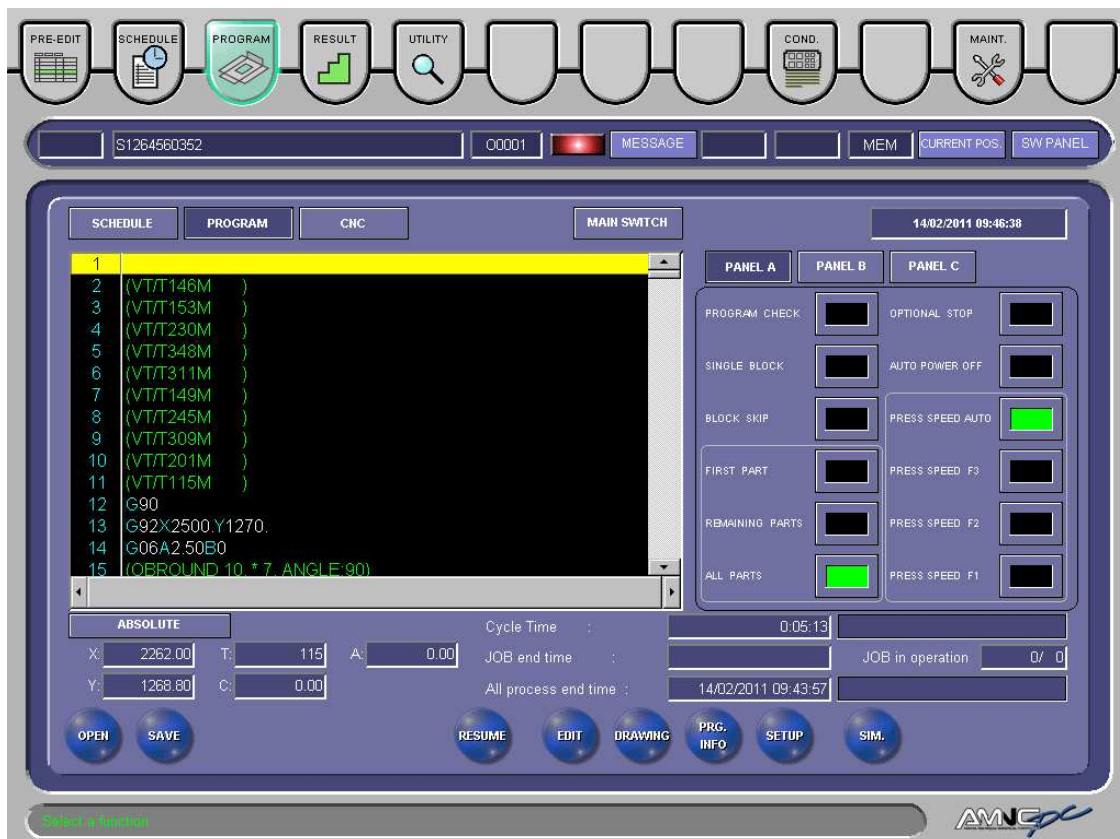 PRE-EDIT
SCHEDULE
PROGRAM
RESULT
UTILITY
COND.
MAINT.
S1264560352
O0001
MESSAGE
MEM
CURRENT POS.
SW PANEL
SCHEDULE
PROGRAM
CNC
MAIN SWITCH
14/02/2011 09:46:38
1
2 (VT/T146M )
3 (VT/T153M )
4 (VT/T230M )
5 (VT/T348M )
6 (VT/T311M )
7 (VT/T149M )
8 (VT/T245M )
9 (VT/T309M )
10 (VT/T201M )
11 (VT/T115M )
12 G90
13 G92X2500.Y1270.
14 G06A2.50B0
15 (OBROUND 10. * 7. ANGLE:90)
PANEL A
PANEL B
PANEL C
PROGRAM CHECK
OPTIONAL STOP
SINGLE BLOCK
AUTO POWER OFF
BLOCK SKIP
PRESS SPEED AUTO
FIRST PART
PRESS SPEED F3
REMAINING PARTS
PRESS SPEED F2
ALL PARTS
PRESS SPEED F1
ABSOLUTE
X: 2262.00 T: 115 A: 0.00
Y: 1268.80 C: 0.00
Cycle Time : 0:05:13
JOB end time :
JOB in operation 0/ 0
All process end time : 14/02/2011 09:43:57
OPEN
SAVE
RESUME
EDIT
DRAWING
PRG.
INFO
SETUP
SIM.
Select a function
AMNC PC